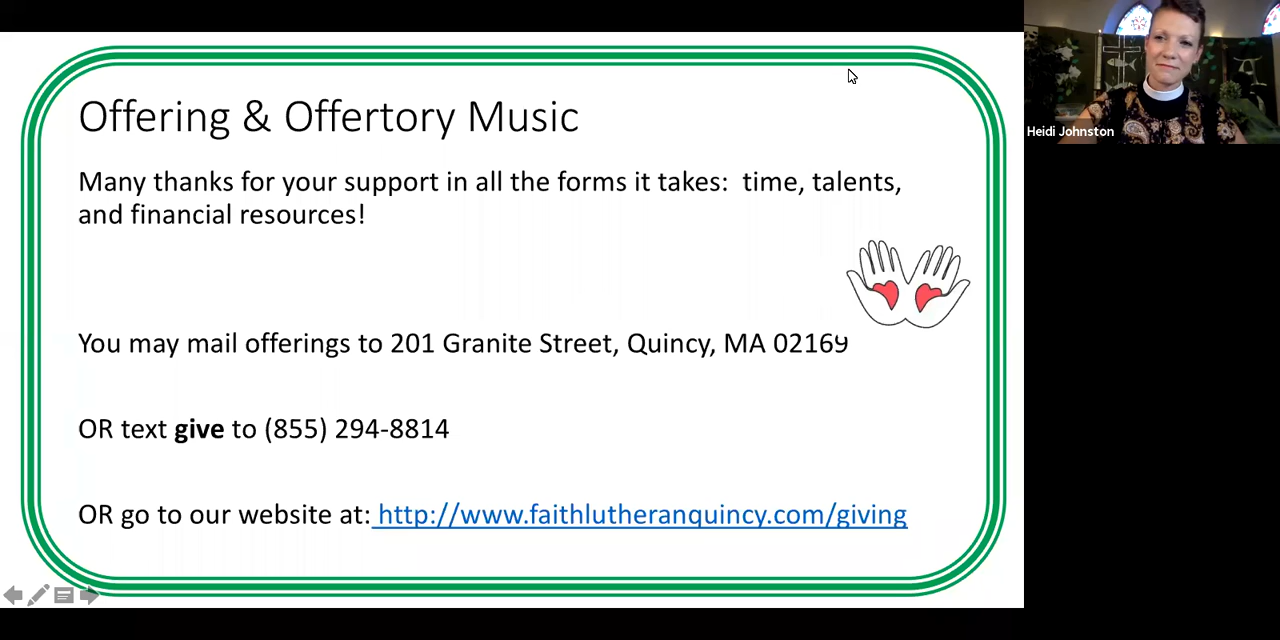 Offering & Offertory Music
Many thanks for your support in all the forms it takes:  time, talents,
and financial resources!
You may mail offerings to 201 Granite Street, Quincy, MA 02169
OR text give to (855) 294-8814
OR go to our website at: http://www.faithlutheranquincy.com/giving
Heidi Johnston